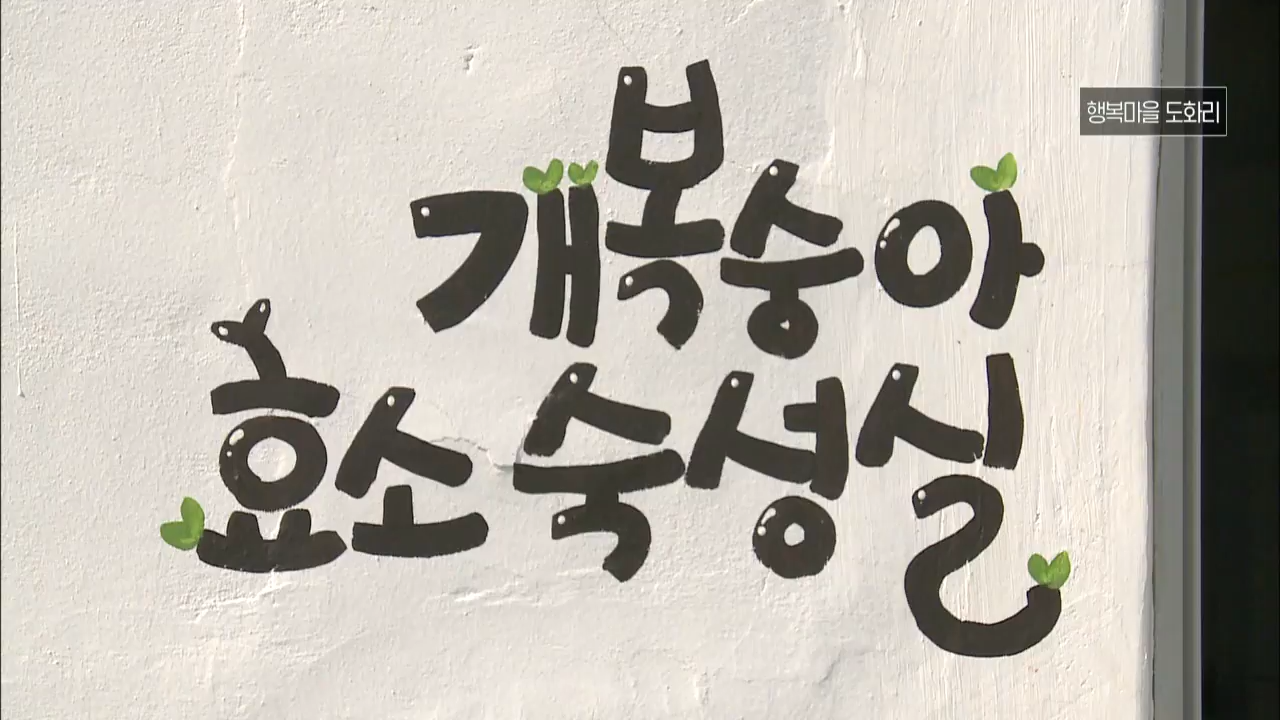 행복마을 도화리
개복숭아
효소 숙성실